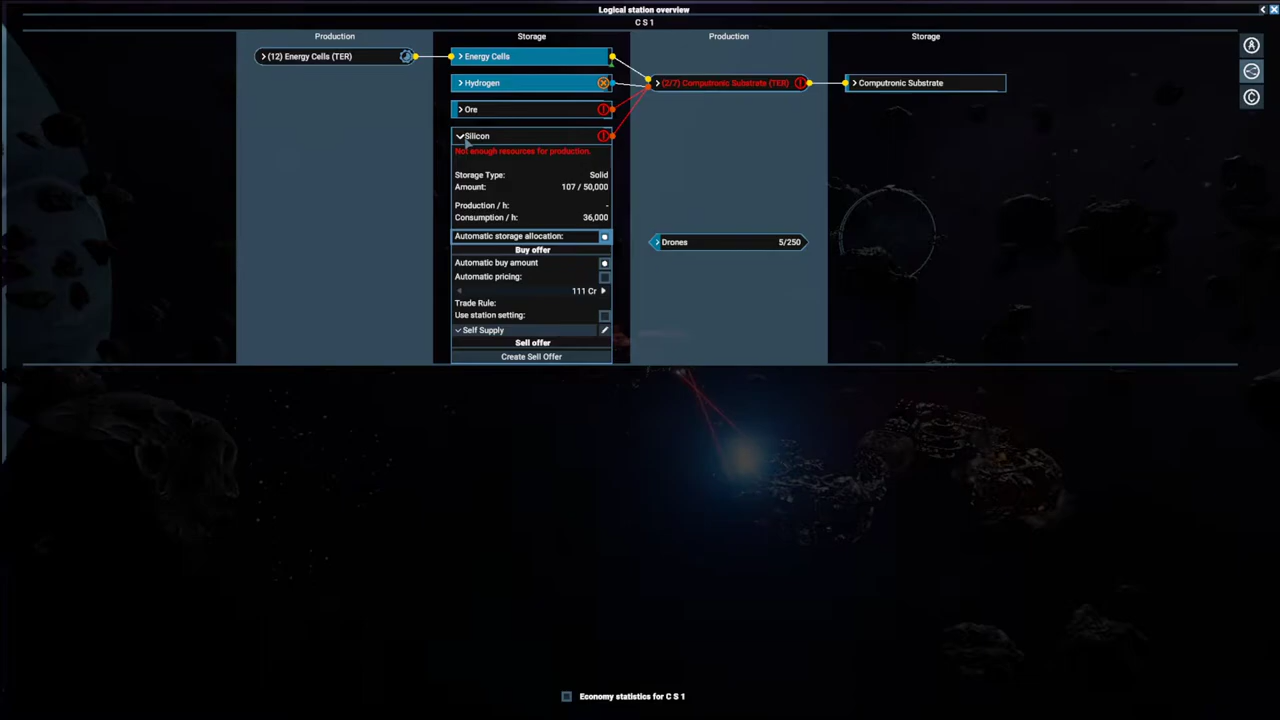 Logical station overview
C S 1
Production
Storage
Production
Storage
(12) Energy Cells (TER)
Energy Cells
Hydrogen
(2/7) Computronic Substrate (TER)
Computronic Substrate
Ore
Silicon
Not enough resources for production.
Storage Type: Solid
Amount: 107 / 50,000
Production / h: -
Consumption / h: 36,000
Automatic storage allocation:
Drones 5/250
Buy offer
Automatic buy amount
Automatic pricing:
111 Cr
Trade Rule:
Use station setting:
Self Supply
Sell offer
Create Sell Offer
A
C
Economy statistics for C S 1